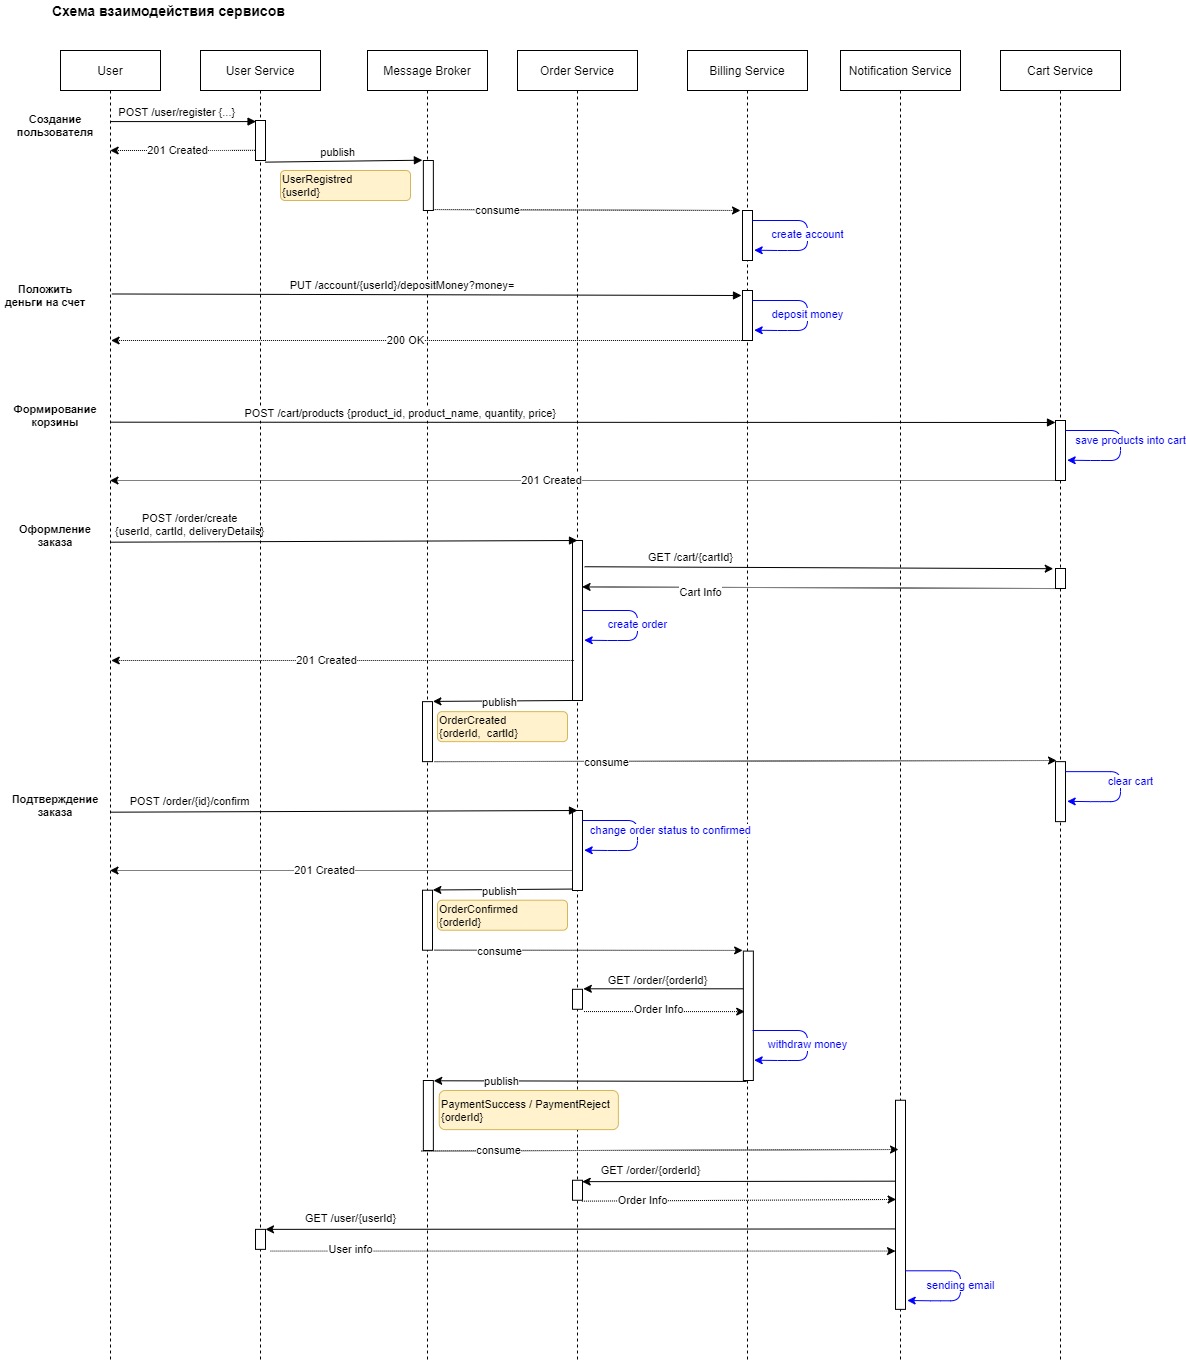 Схема взаимодействия сервисов
User
User Service
Message Broker
Order Service
Billing Service
Notification Service
Cart Service
Создание
пользователя
POST /user/register {...}
201 Created
publish
UserRegistred
{userId}
consume
create account
Положить
деньги на счет
PUT /account/{userId}/depositMoney?money=
deposit money
200 OK
Формирование
корзины
POST /cart/products {product_id, product_name, quantity, price}
save products into cart
201 Created
Оформление
заказа
POST /order/create
{userId, cartId, deliveryDetails}
GET /cart/{cartId}
Cart Info
create order
201 Created
publish
OrderCreated
{orderId,  cartId}
consume
clear cart
Подтверждение
заказа
POST /order/{id}/confirm
change order status to confirmed
201 Created
publish
OrderConfirmed
{orderId}
consume
GET /order/{orderId}
Order Info
withdraw money
publish
PaymentSuccess / PaymentReject
{orderId}
consume
GET /order/{orderId}
Order Info
GET /user/{userId}
User info
sending email